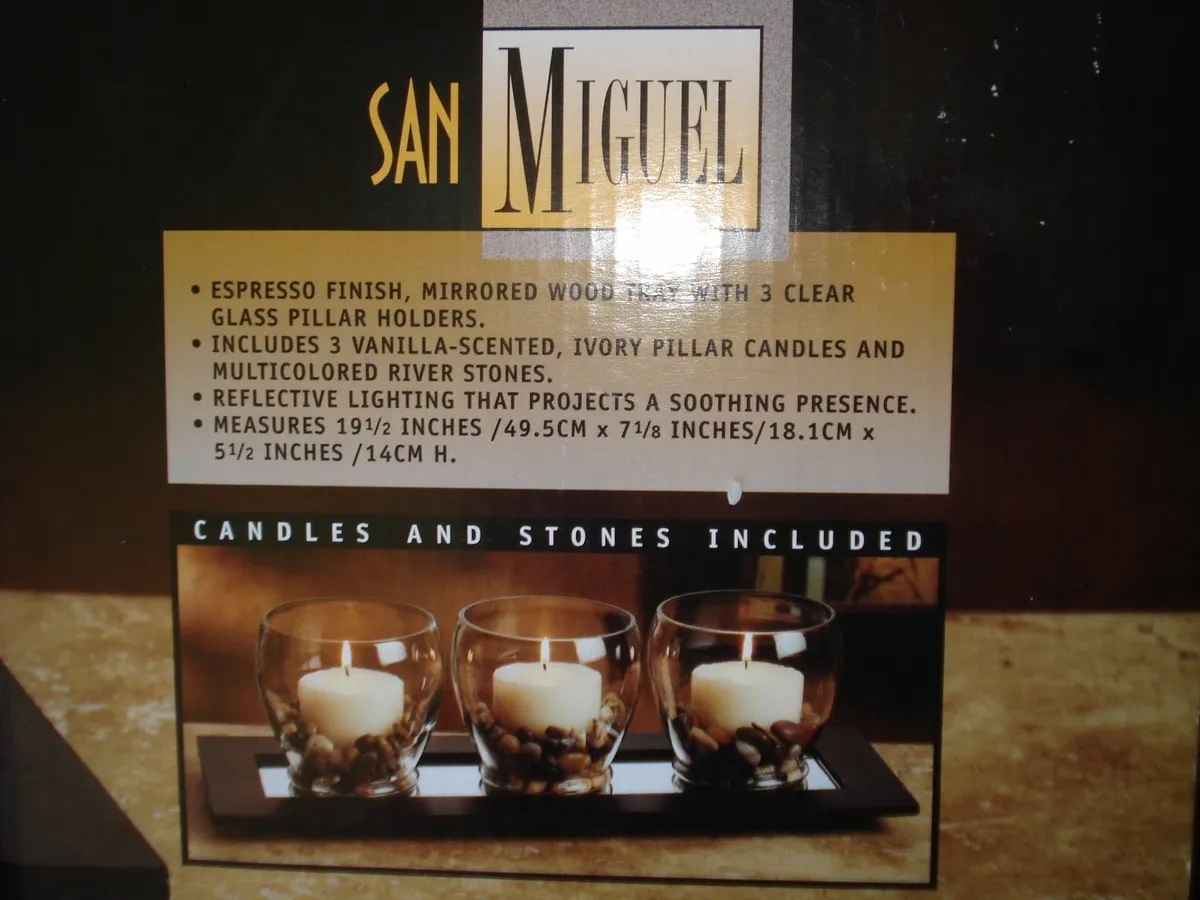 SAN MIGUEL
• ESPRESSO FINISH, MIRRORED WOOD TRAY WITH 3 CLEAR
GLASS PILLAR HOLDERS.
• INCLUDES 3 VANILLA-SCENTED, IVORY PILLAR CANDLES AND
MULTICOLORED RIVER STONES.
• REFLECTIVE LIGHTING THAT PROJECTS A SOOTHING PRESENCE.
• MEASURES 19 1/2 INCHES /49.5CM x 7 1/8 INCHES/18.1CM x
5 1/2 INCHES /14CM H.
CANDLES AND STONES INCLUDED